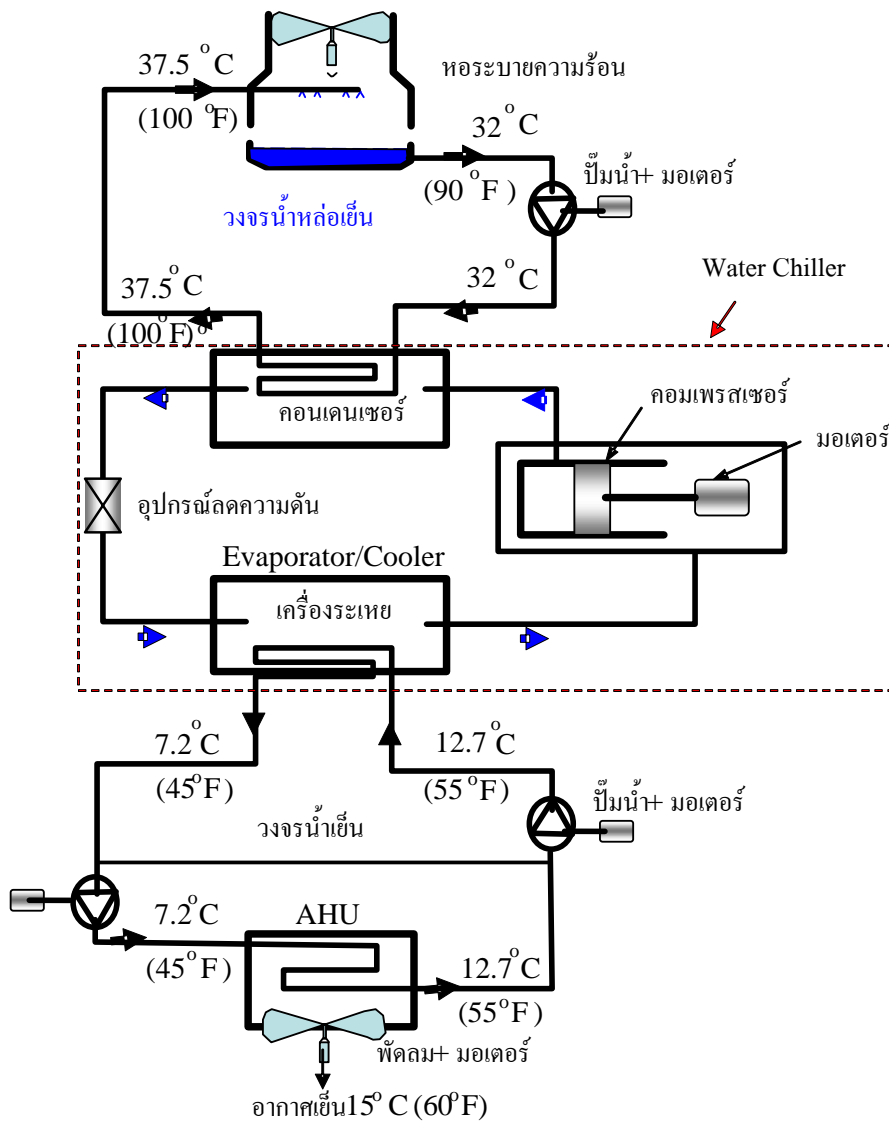 37.5 °C
(100 °F)
หอระบายความร้อน
32 °C
(90 °F)
ปั๊มน้ำ+ มอเตอร์
วงจรน้ำหล่อเย็น
37.5 °C
(100 °F) °
32 °C
Water Chiller
คอนเดนเซอร์
คอมเพรสเซอร์
มอเตอร์
อุปกรณ์ลดความดัน
Evaporator/Cooler
เครื่องระเหย
7.2 °C
(45 °F)
12.7 °C
(55 °F)
ปั๊มน้ำ+ มอเตอร์
วงจรน้ำเย็น
7.2 °C
(45 °F)
AHU
12.7 °C
(55 °F)
พัดลม+ มอเตอร์
อากาศเย็น15° C (60°F)